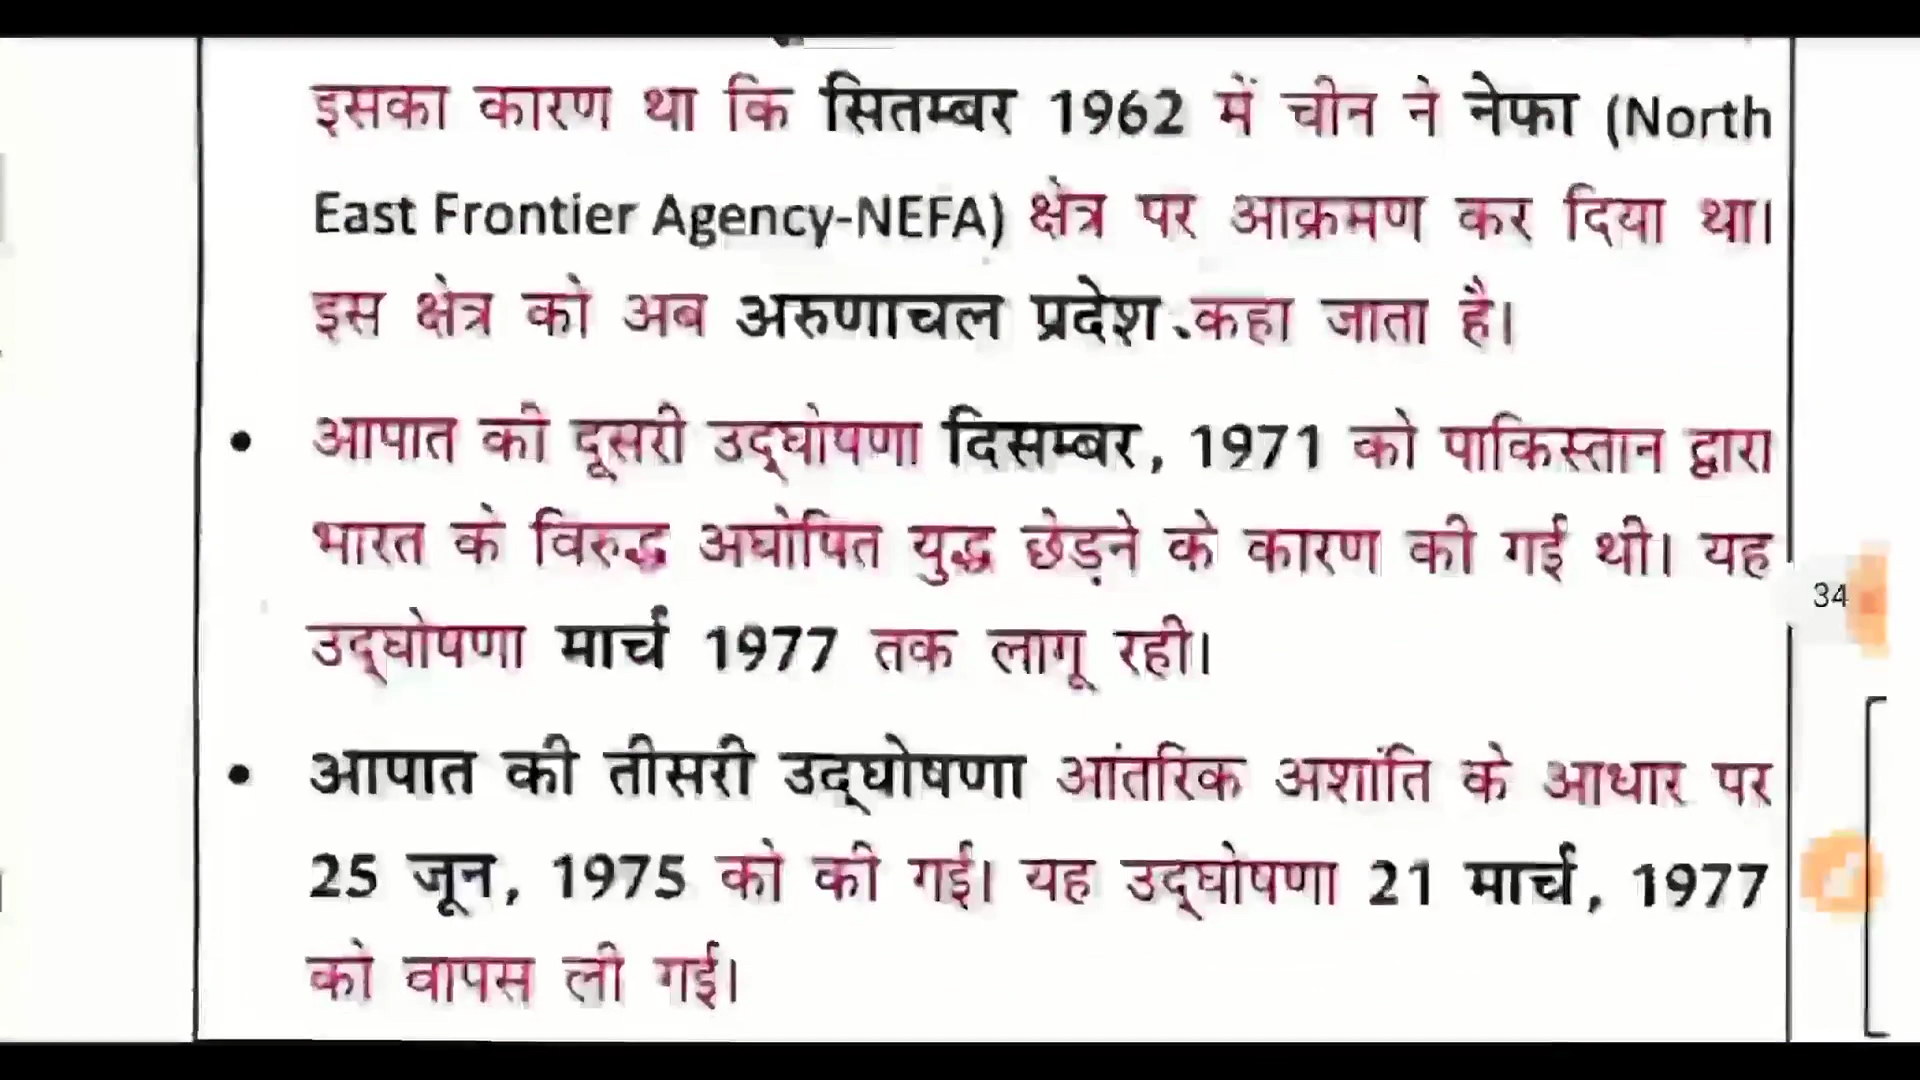 इसका कारण था कि सितम्बर 1962 में चीन ने नेफा (North
East Frontier Agency-NEFA) क्षेत्र पर आक्रमण कर दिया था।
इस क्षेत्र को अब अरुणाचल प्रदेश कहा जाता है।
• आपात की दूसरी उद्घोषणा दिसम्बर, 1971 को पाकिस्तान द्वारा
भारत के विरुद्ध अघोषित युद्ध छेड़ने के कारण की गई थी। यह
उद्घोषणा मार्च 1977 तक लागू रही।
34
• आपात की तीसरी उद्घोषणा आंतरिक अशांति के आधार पर
25 जून, 1975 को की गई। यह उद्घोषणा 21 मार्च, 1977
को वापस ली गई।